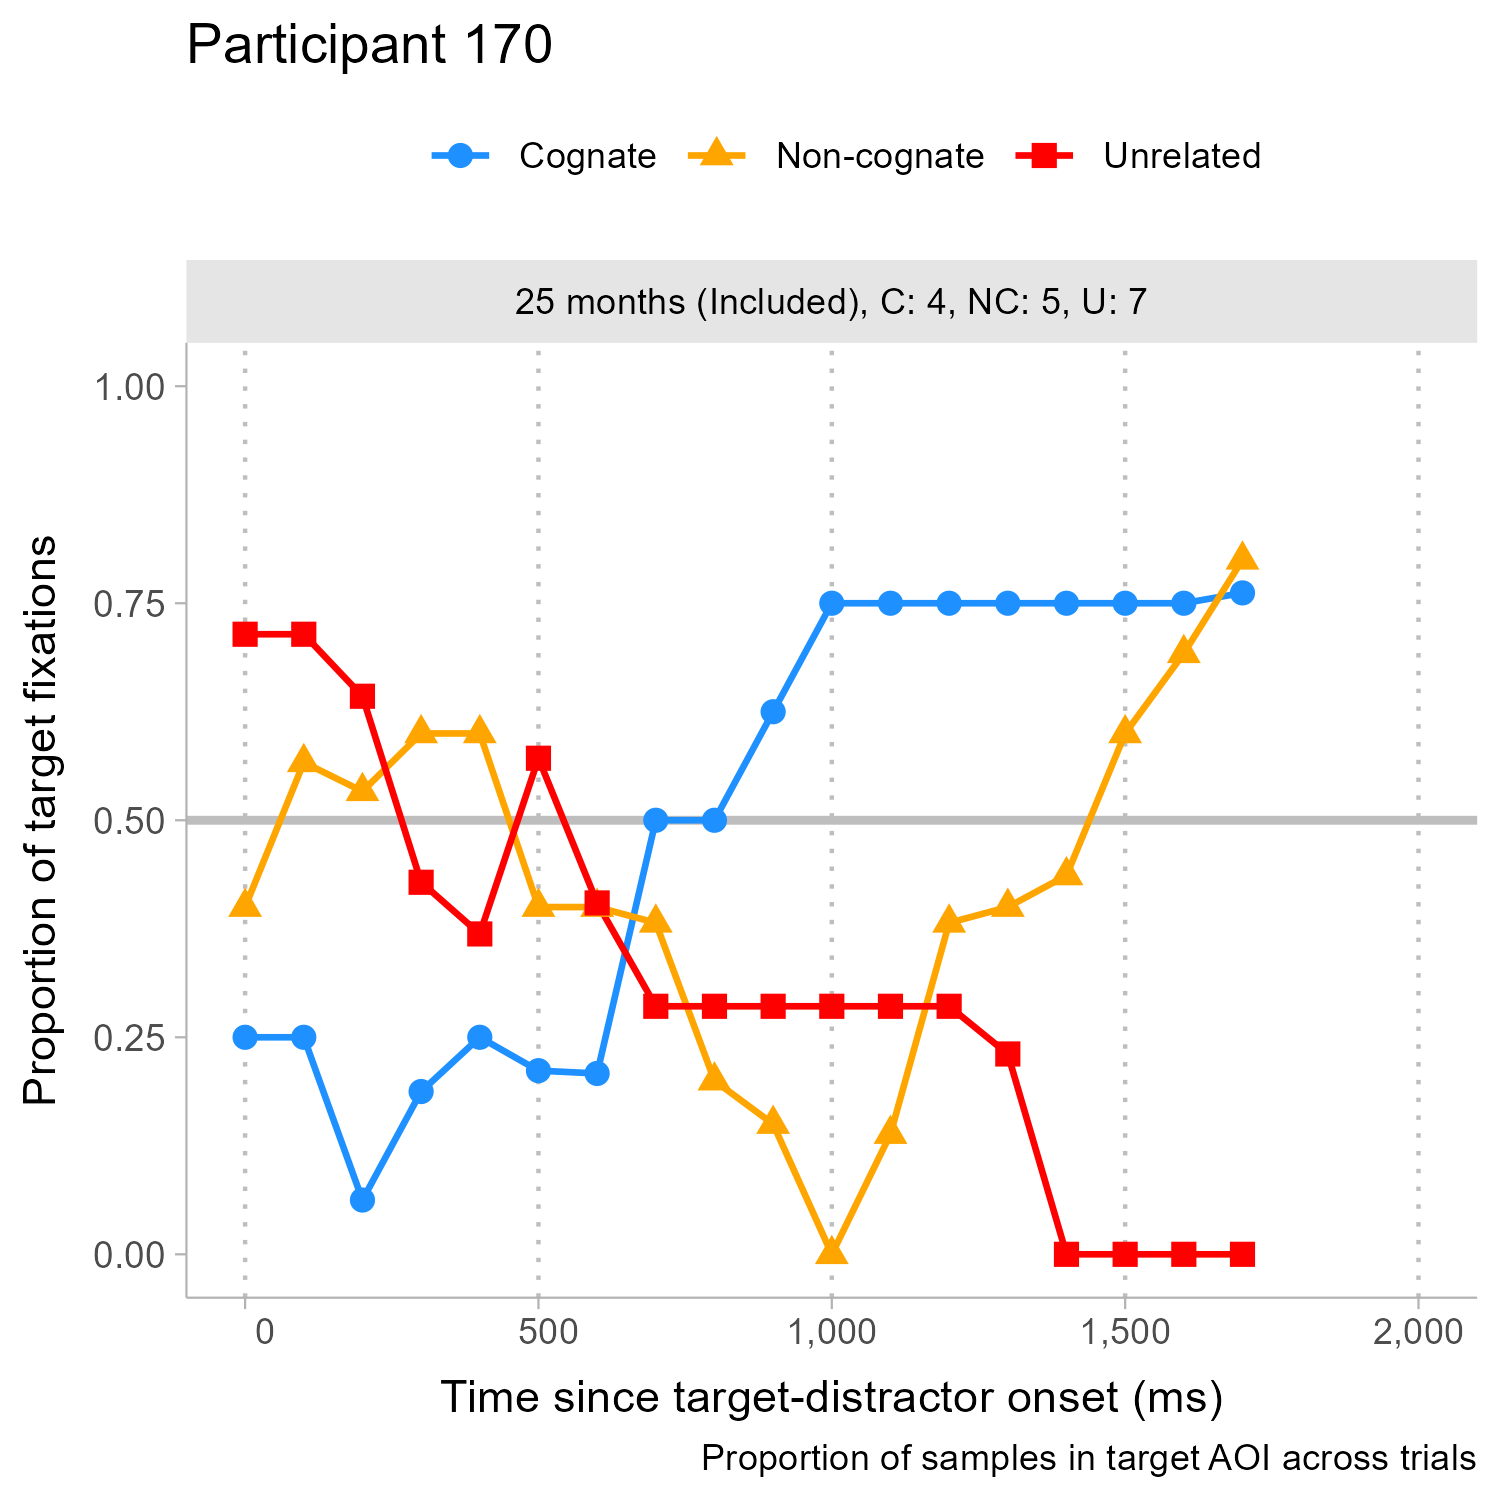 Participant 170
Cognate Non-cognate Unrelated
25 months (Included), C: 4, NC: 5, U: 7
1.00
0.75
0.50
0.25
0.00
Proportion of target fixations
0 500 1,000 1,500 2,000
Time since target-distractor onset (ms)
Proportion of samples in target AOI across trials